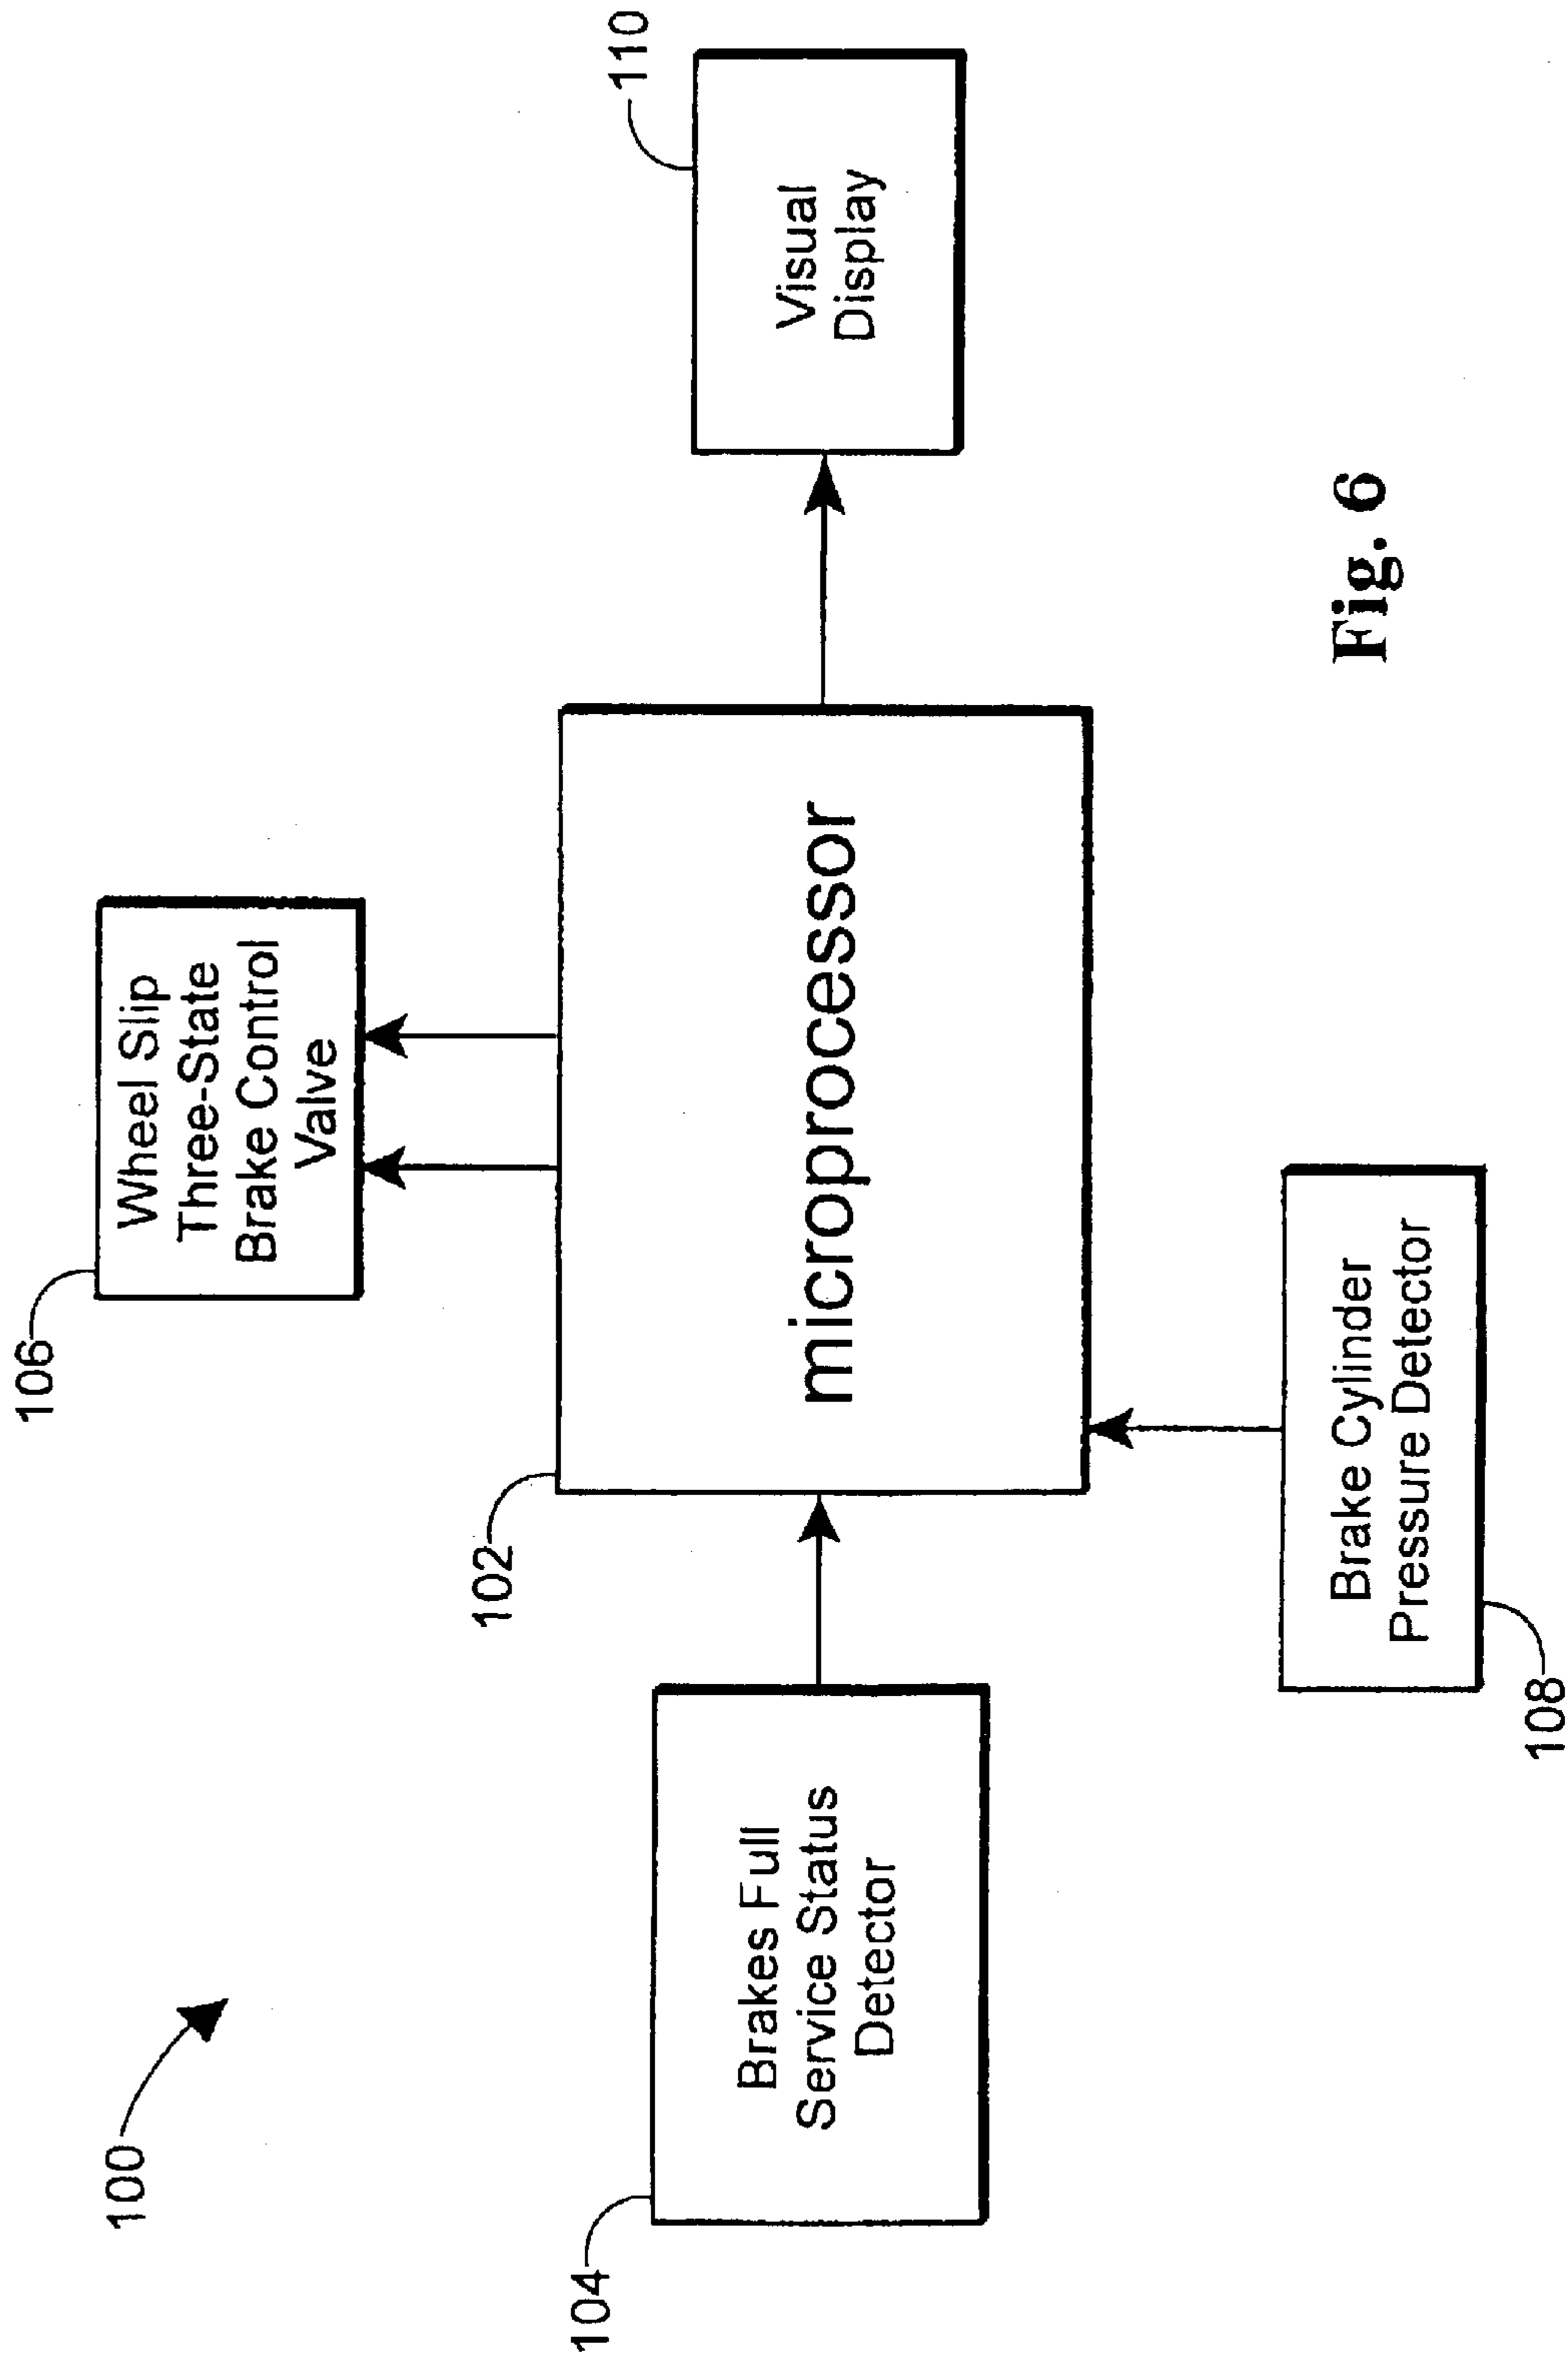 100
106
Wheel Slip
Three-State
Brake Control
Valve
104
Brakes Full
Service Status
Detector
102
microprocessor
110
Visual
Display
108
Brake Cylinder
Pressure Detector
Fig. 6